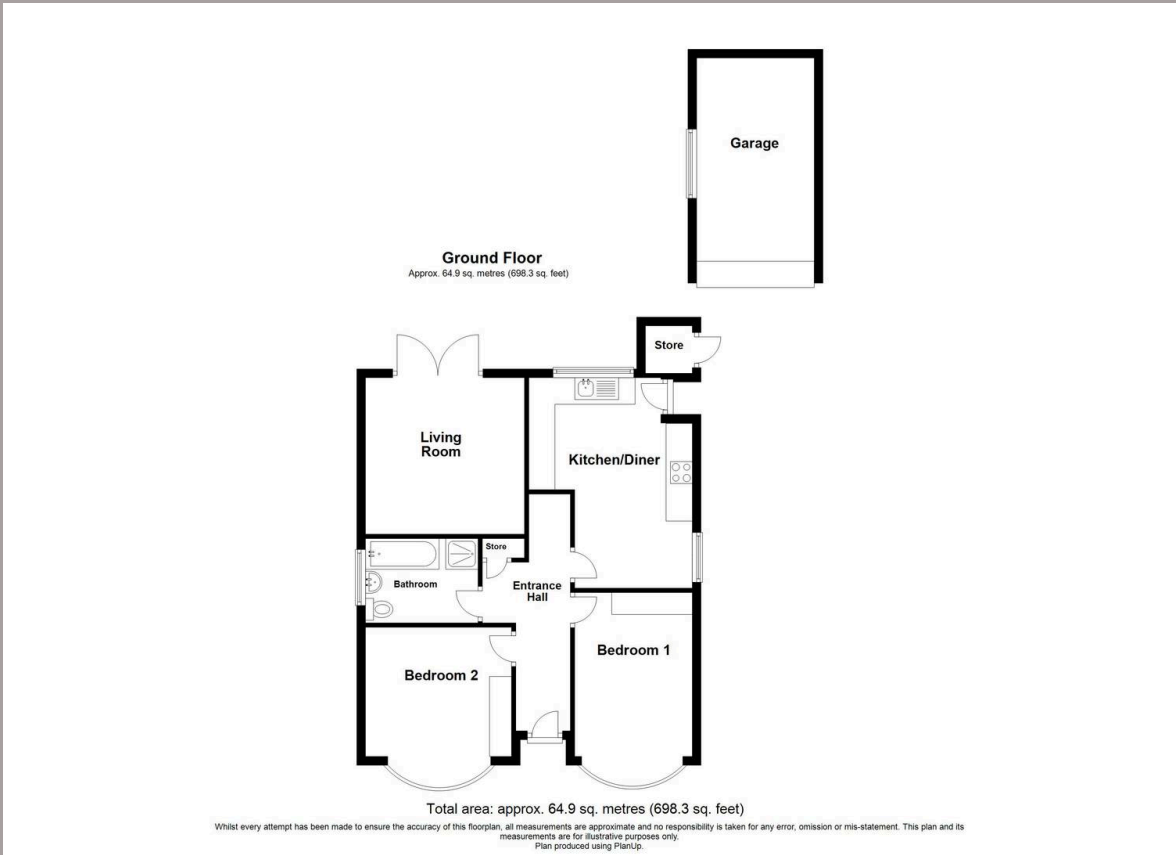 Garage
Ground Floor
Approx. 64.9 sq. metres (698.3 sq. feet)
Store
Living
Room
Kitchen/Diner
Store
Bathroom
Entrance
Hall
Bedroom 1
Bedroom 2
Total area: approx. 64.9 sq. metres (698.3 sq. feet)
Whilst every attempt has been made to ensure the accuracy of this floorplan, all measurements are approximate and no responsibility is taken for any error, omission or mis-statement. This plan and its
measurements are for illustrative purposes only.
Plan produced using PlanUp.